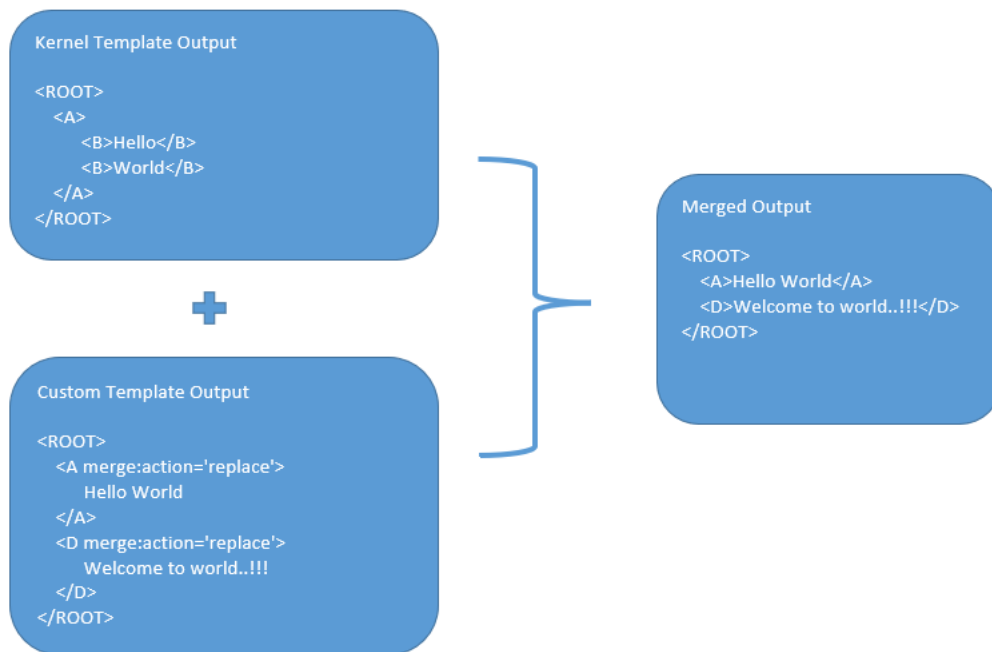 Kernel Template Output
<ROOT>
<A>
<B>Hello</B>
<B>World</B>
</A>
</ROOT>
Custom Template Output
<ROOT>
<A merge:action='replace'>
Hello World
</A>
<D merge:action='replace'>
Welcome to world..!!!
</D>
</ROOT>
Merged Output
<ROOT>
<A>Hello World</A>
<D>Welcome to world..!!!</D>
</ROOT>